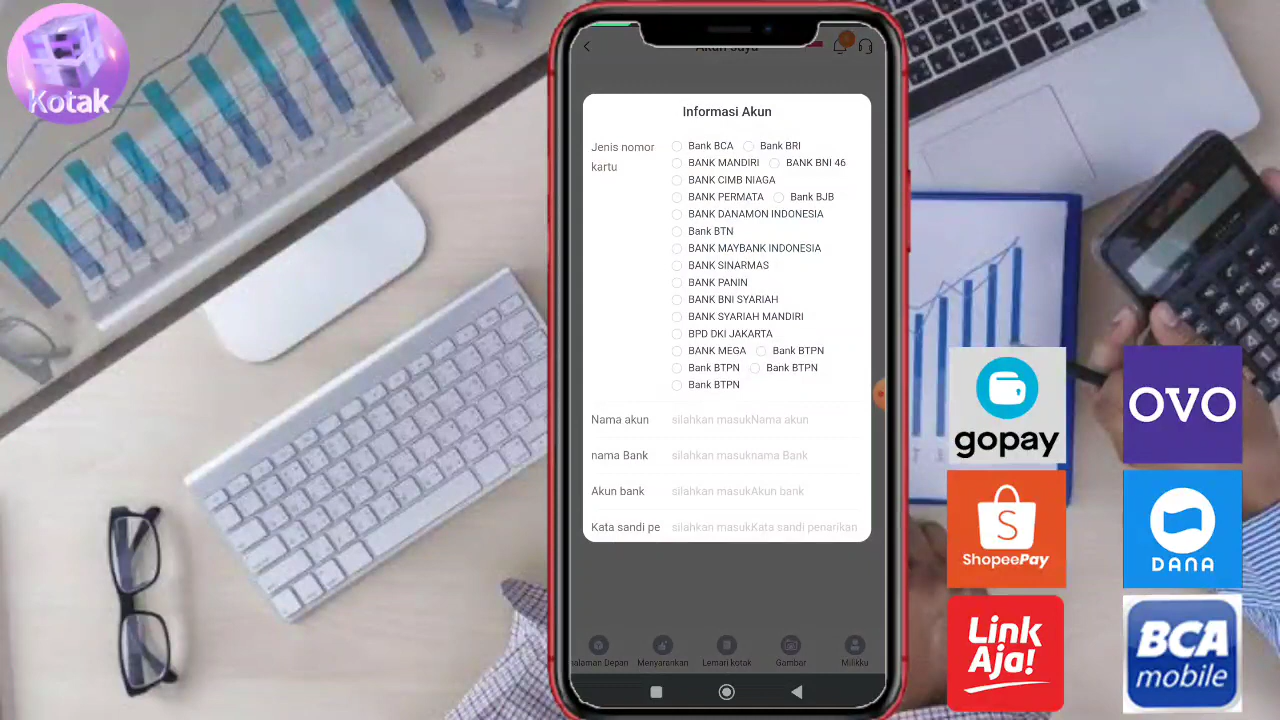 Kotak
Akun Saya
Informasi Akun
Jenis nomor kartu
Bank BCA Bank BRI
BANK MANDIRI BANK BNI 46
BANK CIMB NIAGA
BANK PERMATA Bank BJB
BANK DANAMON INDONESIA
Bank BTN
BANK MAYBANK INDONESIA
BANK SINARMAS
BANK PANIN
BANK BNI SYARIAH
BANK SYARIAH MANDIRI
BPD DKI JAKARTA
BANK MEGA Bank BTPN
Bank BTPN Bank BTPN
Bank BTPN
Nama akun silahkan masukNama akun
nama Bank silahkan masuknama Bank
Akun bank silahkan masukAkun bank
Kata sandi pe silahkan masukKata sandi penarikan
alaman Depan Menyarankan Lemari kotak Gambar Milikku
gopay
OVO
ShopeePay
DANA
Link
Aja!
BCA
mobile